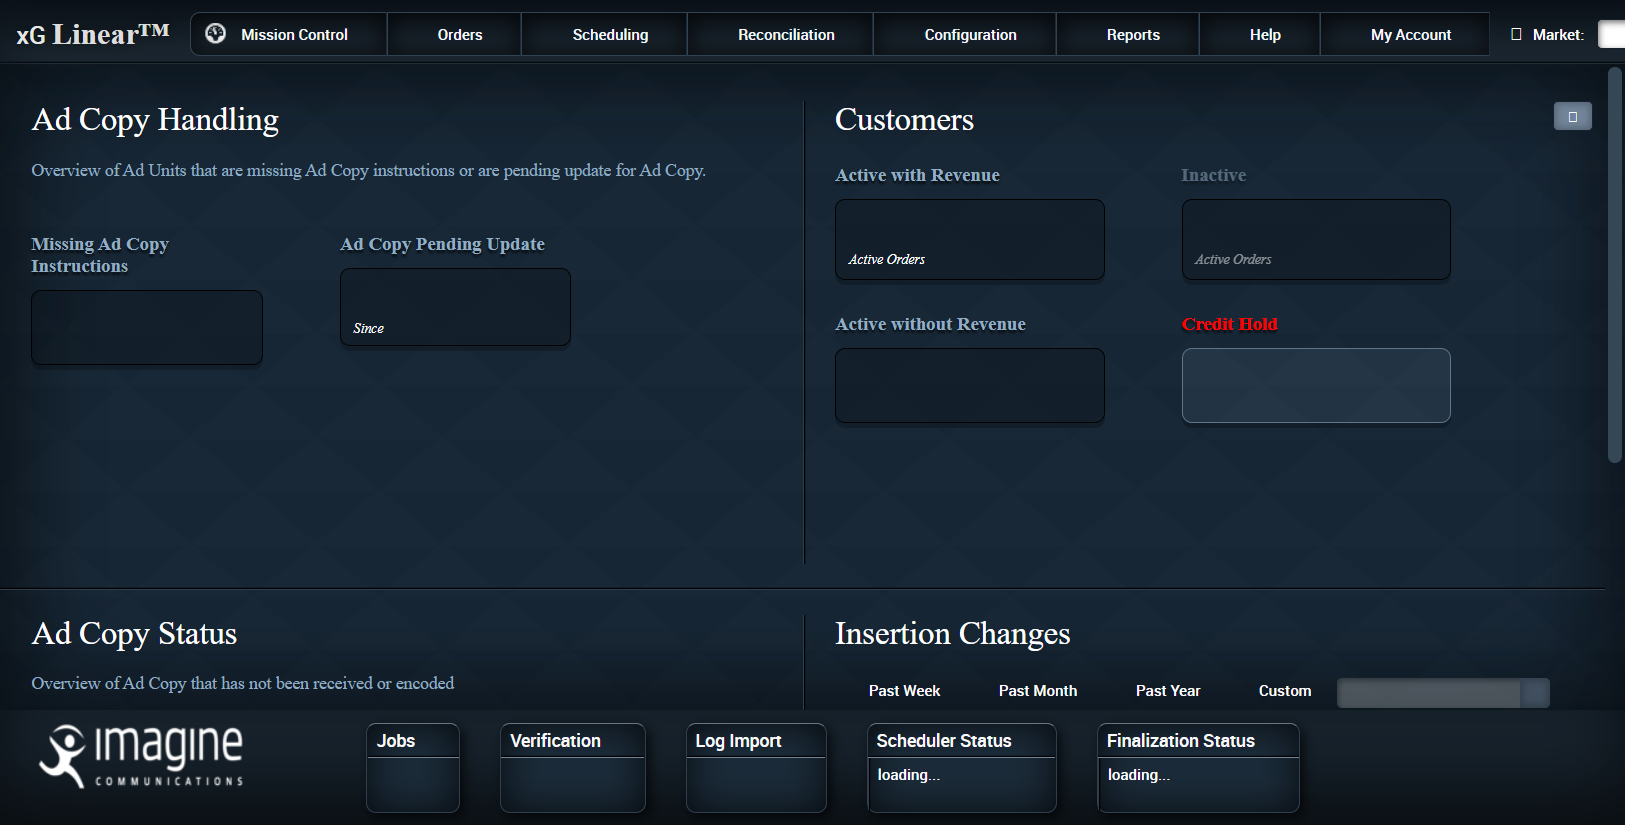 xG Linear™
Mission Control
Orders
Scheduling
Reconciliation
Configuration
Reports
Help
My Account
Market:
Ad Copy Handling
Overview of Ad Units that are missing Ad Copy instructions or are pending update for Ad Copy.
Missing Ad Copy
Instructions
Ad Copy Pending Update
Since
Customers
Active with Revenue
Active Orders
Inactive
Active Orders
Active without Revenue
Credit Hold
Ad Copy Status
Overview of Ad Copy that has not been received or encoded
Insertion Changes
Past Week
Past Month
Past Year
Custom
imagine
COMMUNICATIONS
Jobs
Verification
Log Import
Scheduler Status
loading...
Finalization Status
loading...